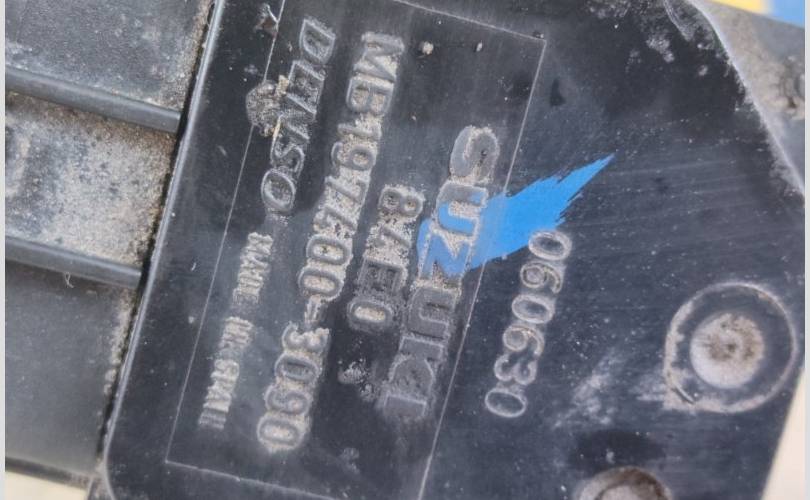 060630
SUZUKI
84E0
MB197400-3090
DENSO MADE IN SPAIN